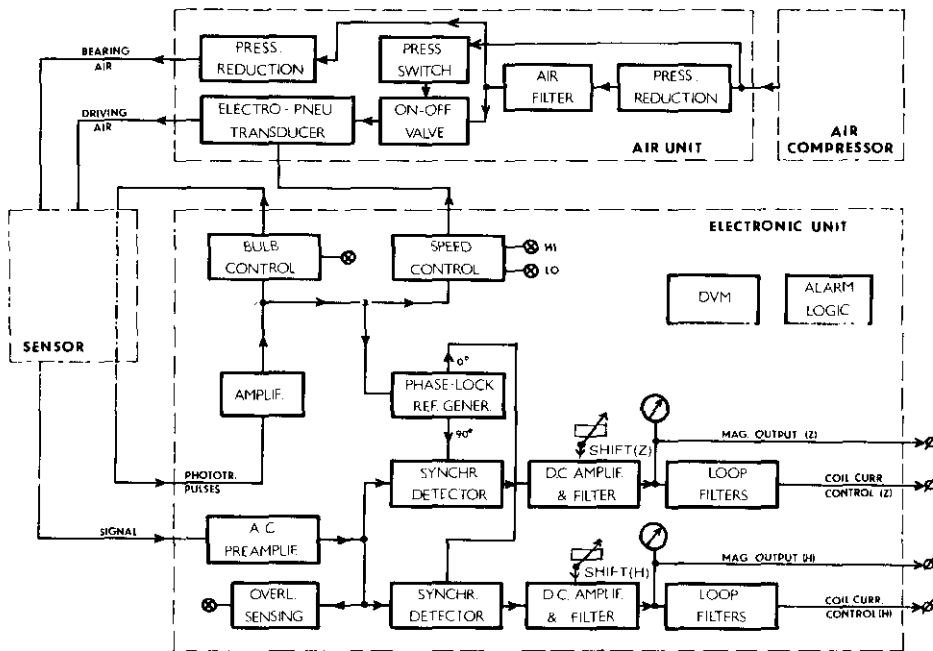 BEARING
AIR
PRESS.
REDUCTION
PRESS
SWITCH
AIR
FILTER
PRESS.
REDUCTION
DRIVING
AIR
ELECTRO-PNEU
TRANSDUCER
ON-OFF
VALVE
AIR UNIT
AIR
COMPRESSOR
ELECTRONIC UNIT
BULB
CONTROL
SPEED
CONTROL
HI
LO
DVM
ALARM
LOGIC
SENSOR
AMPLIF.
0°
PHASE-LOCK
REF. GENER.
90°
SHIFT(Z)
MAG. OUTPUT (Z)
PHOTOTR.
PULSES
SYNCHR.
DETECTOR
D.C. AMPLIF.
& FILTER
LOOP
FILTERS
COIL CURR
CONTROL (Z)
SIGNAL
A C
PREAMPLIF.
SHIFT(H)
MAG. OUTPUT (H)
OVERL.
SENSING
SYNCHR.
DETECTOR
D.C. AMPLIF.
& FILTER
LOOP
FILTERS
COIL CURR.
CONTROL (H)